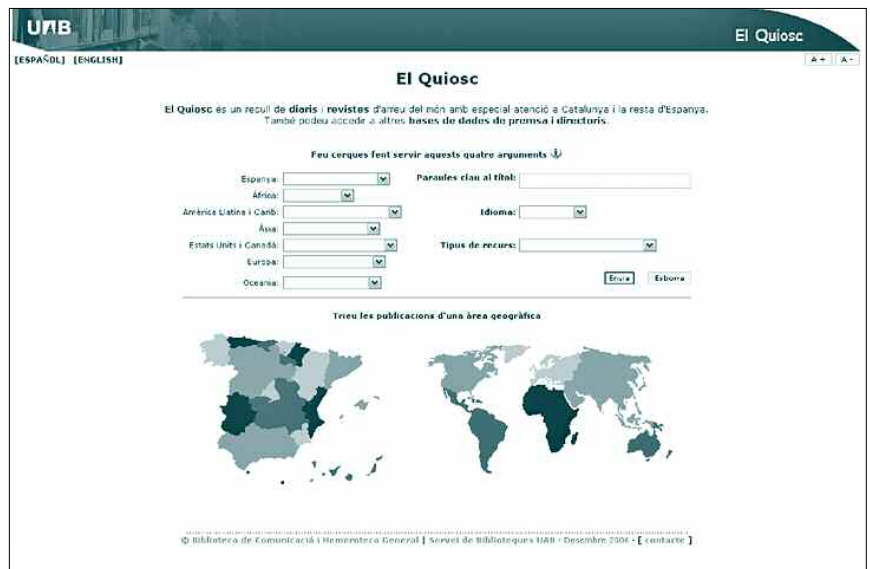 UAB
El Quiosc
[ESPAÑOL] [ENGLISH]
A + A -
El Quiosc
El Quiosc és un recull de diaris i revistes d'arreu del món amb especial atenció a Catalunya i la resta d'Espanya.
També podeu accedir a altres bases de dades de premsa i directoris.
Feu cerques fent servir aquests quatre arguments
Espanya:
Paraules clau al títol:
Àfrica:
Amèrica Llatina i Carib:
Idioma:
Àsia:
Estats Units i Canadà:
Tipus de recurs:
Europa:
Oceania:
Envia Esborra
Trieu les publicacions d'una àrea geogràfica
© Biblioteca de Comunicació i Hemeroteca General | Servei de Biblioteques UAB - Desembre 2006 - [ contacte ]